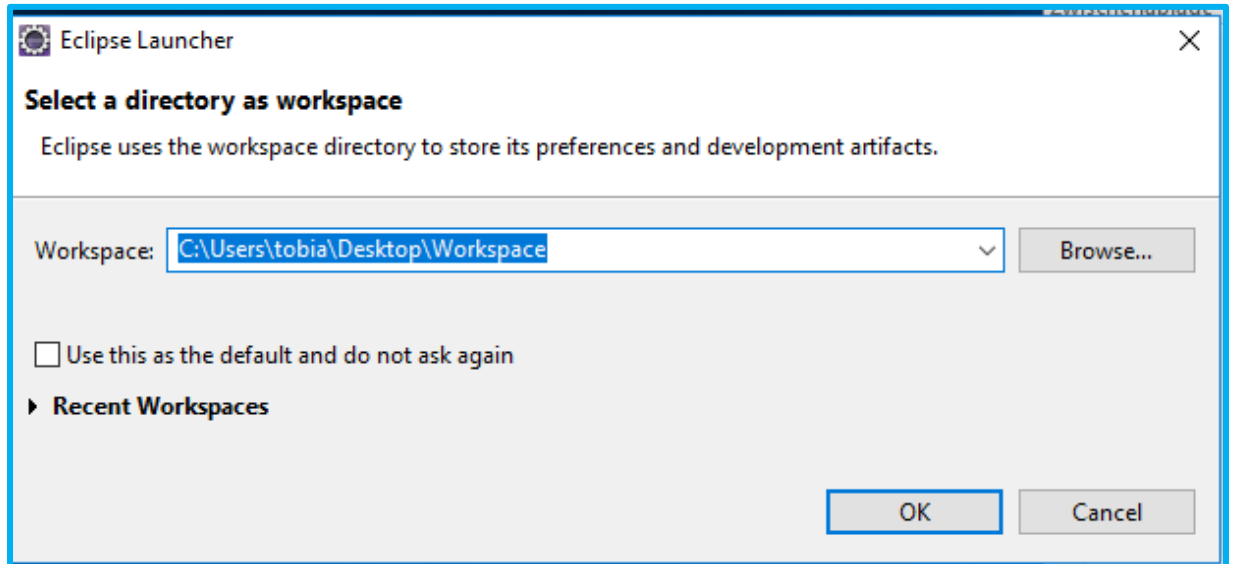 Eclipse Launcher
Select a directory as workspace
Eclipse uses the workspace directory to store its preferences and development artifacts.
Workspace: C:\Users\tobia\Desktop\Workspace Browse...
Use this as the default and do not ask again
Recent Workspaces
OK Cancel